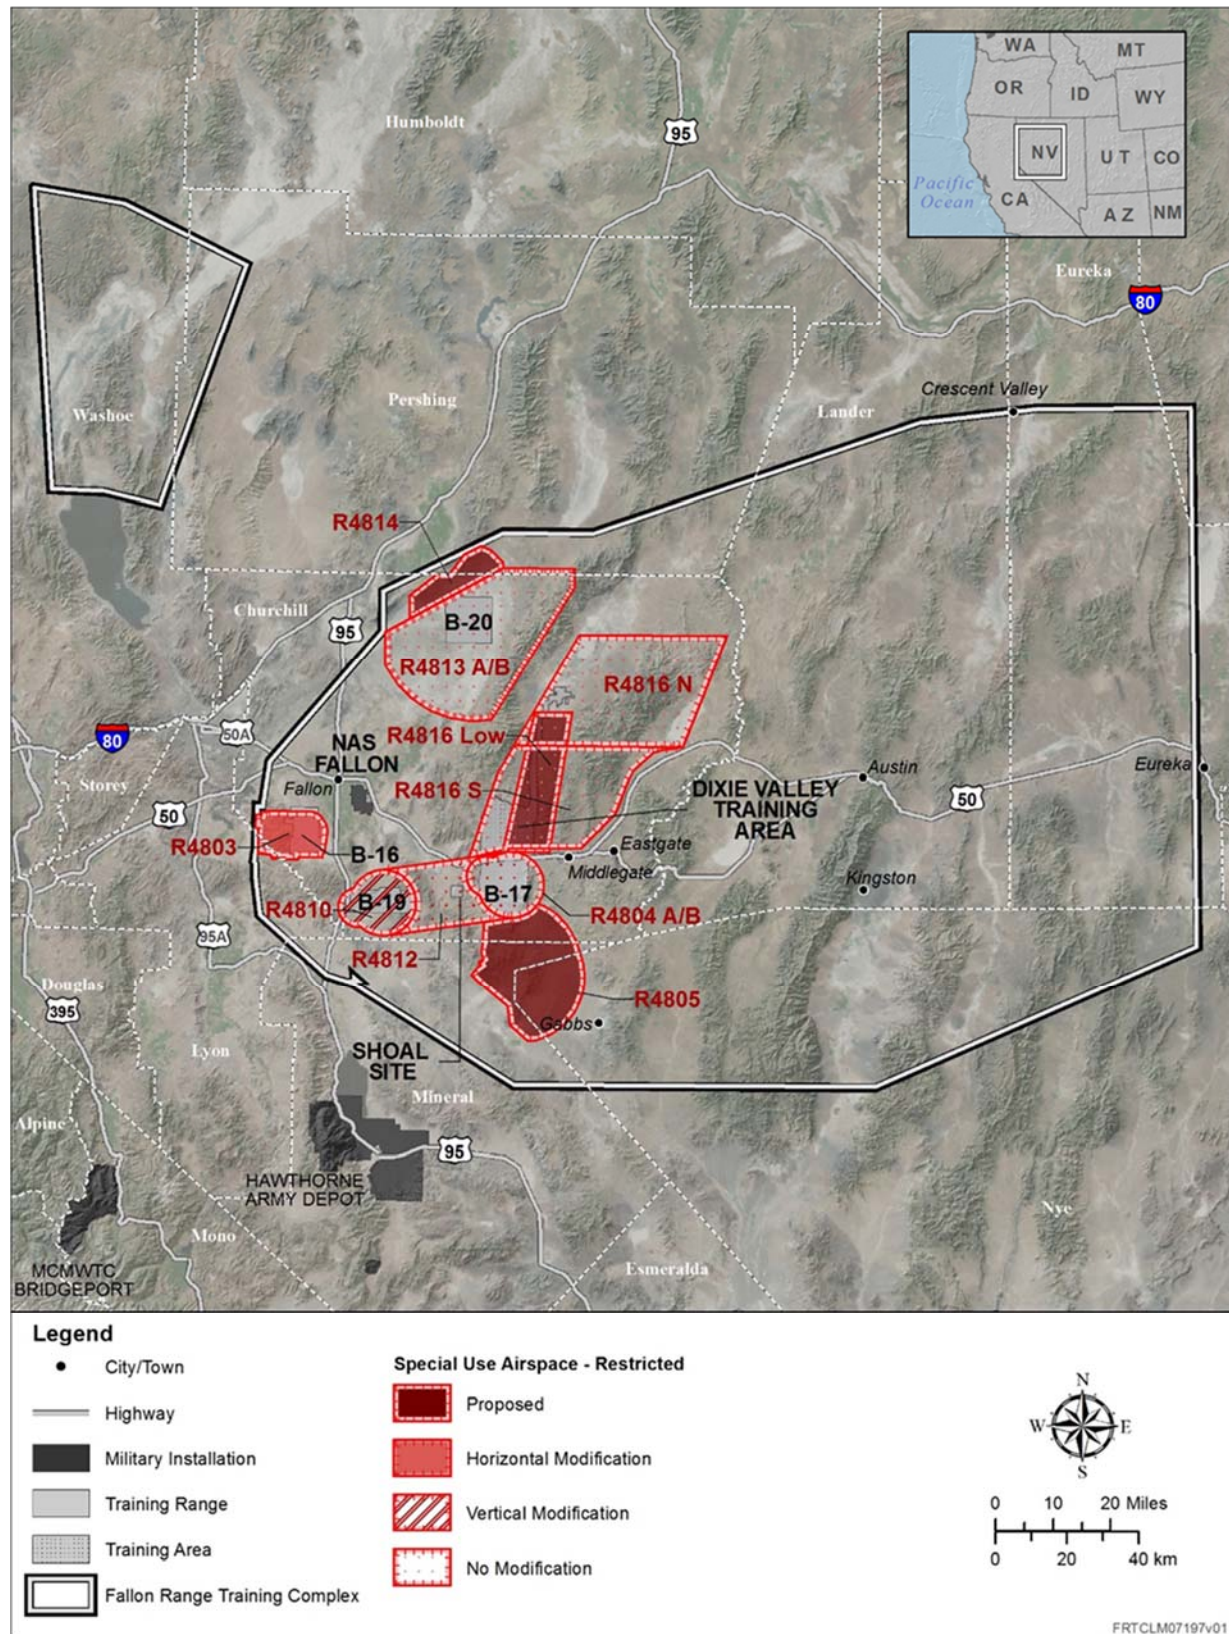 WA
MT
OR
ID
WY
NV
UT
CO
CA
AZ
NM
Pacific
Ocean
Humboldt
95
Eureka
80
Crescent Valley
Washoe
Pershing
Lander
R4814
Churchill
95
B-20
R4813 A/B
R4816 N
R4816 Low
50A
80
NAS
FALLON
Fallon
Storey
R4816 S
DIXIE VALLEY
TRAINING
AREA
Austin
Eureka
50
50
R4803
B-16
Eastgate
Middlegate
Kingston
R4810
B-19
B-17
R4804 A/B
95A
R4812
Douglas
395
R4805
Gabbs
Lyon
SHOAL
SITE
Mineral
Alpine
95
HAWTHORNE
ARMY DEPOT
Mono
Nye
MCMWTC
BRIDGEPORT
Esmeralda
Legend
City/Town
Highway
Military Installation
Training Range
Training Area
Fallon Range Training Complex
Special Use Airspace - Restricted
Proposed
Horizontal Modification
Vertical Modification
No Modification
N
W
E
S
0 10 20 Miles
0 20 40 km
FRTCLM07197v01